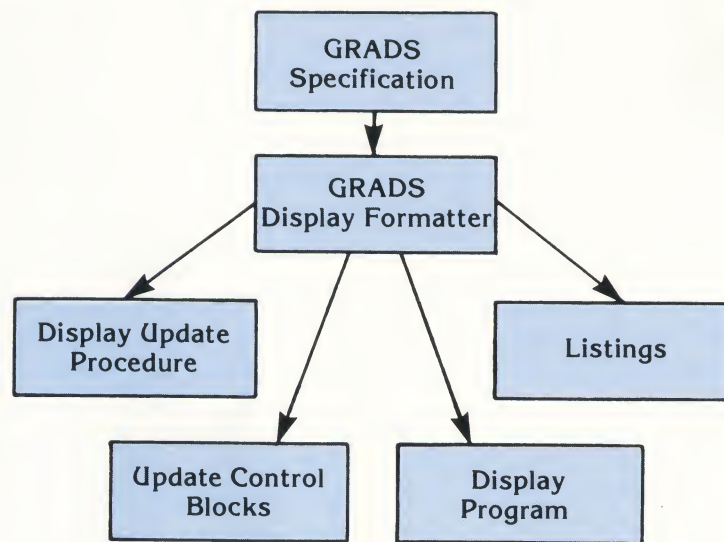 GRADS
Specification
GRADS
Display Formatter
Display Update
Procedure
Listings
Update Control
Blocks
Display
Program